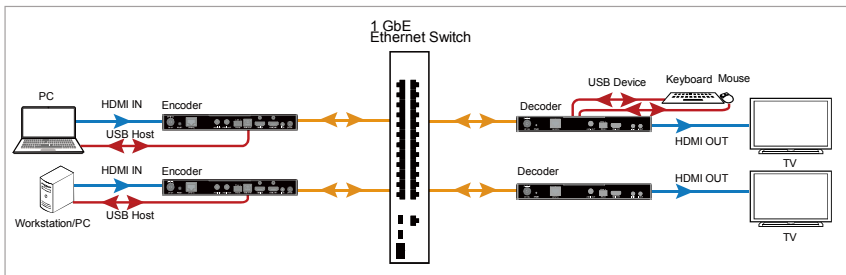 1 GbE
Ethernet Switch
PC
HDMI IN
Encoder
USB Host
USB Device
Keyboard
Mouse
Decoder
HDMI OUT
TV
HDMI IN
Encoder
USB Host
Workstation/PC
Decoder
HDMI OUT
TV